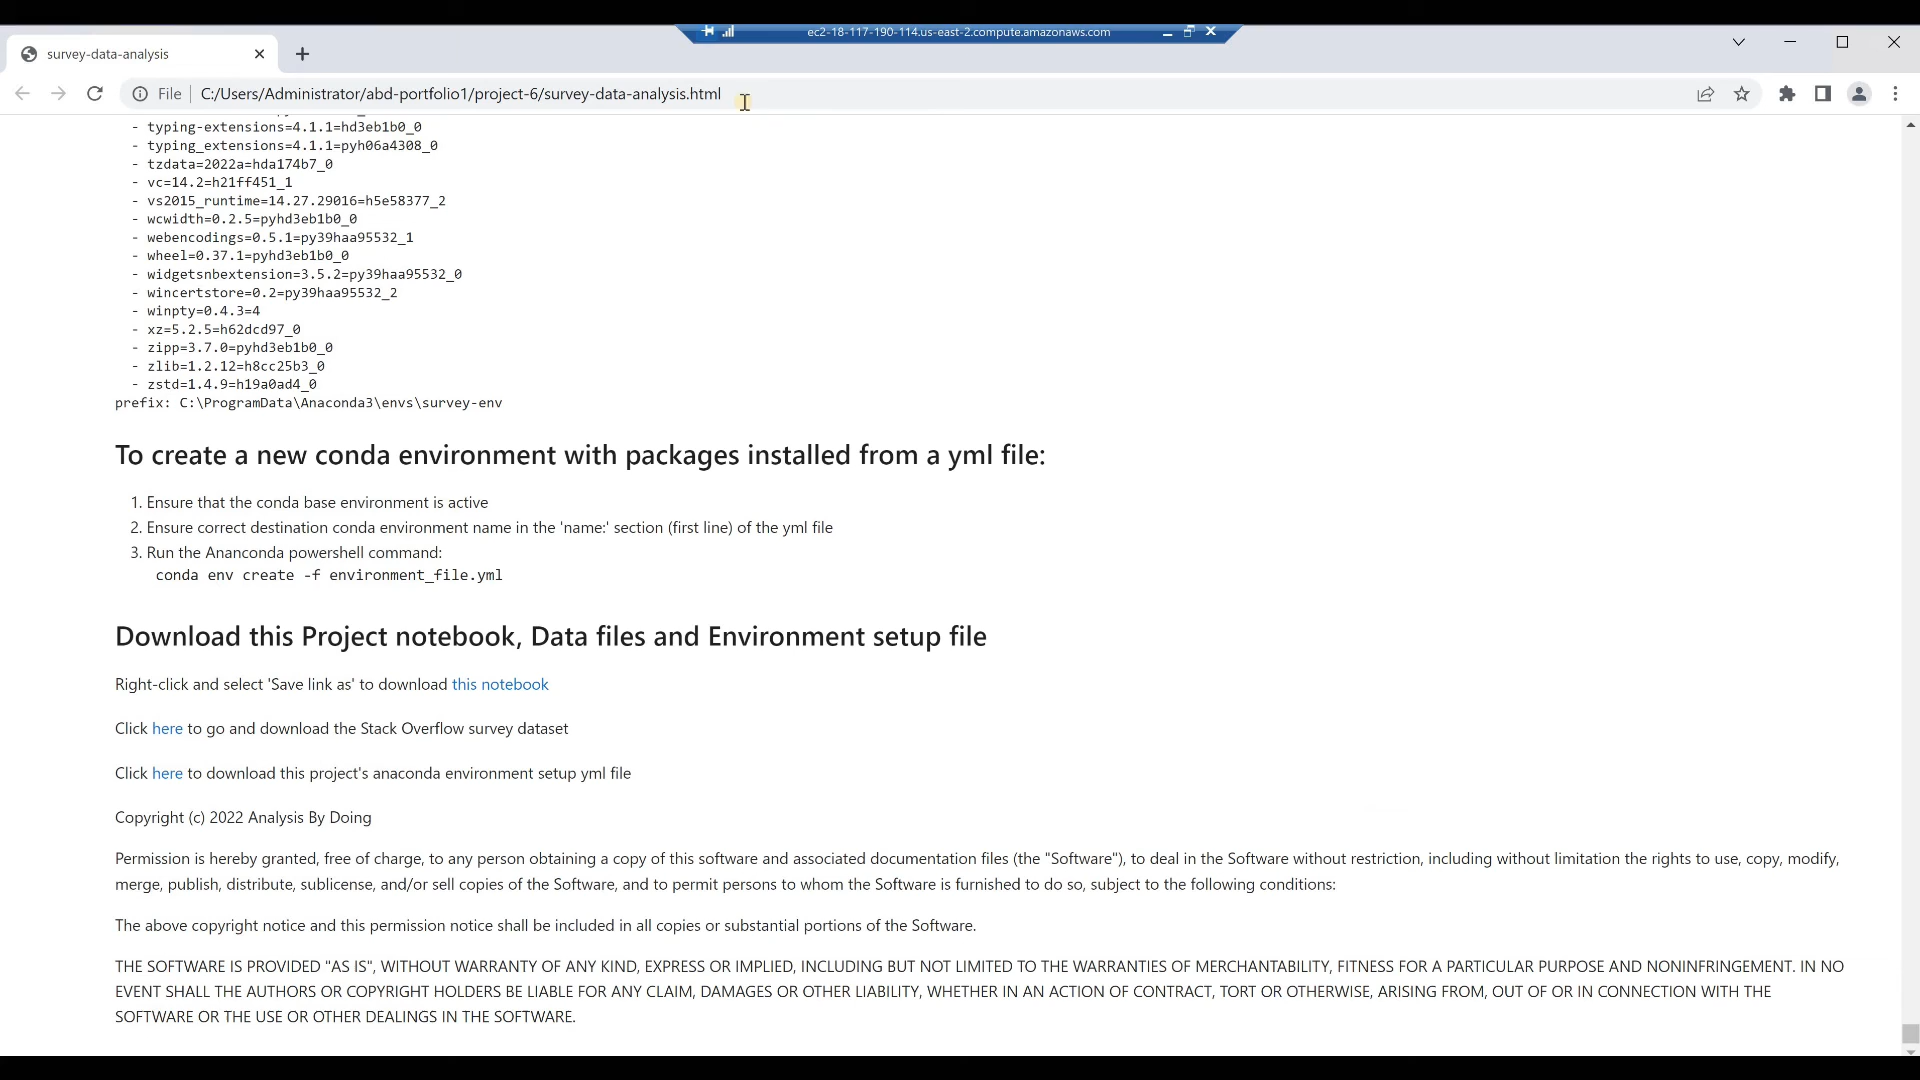 ec2-18-117-190-114.us-east-2.compute.amazonaws.com
survey-data-analysis
File
C:/Users/Administrator/abd-portfolio1/project-6/survey-data-analysis.html
- typing-extensions=4.1.1=hd3eb1b0_0
- typing_extensions=4.1.1=pyh06a4308_0
- tzdata=2022a=hda174b7_0
- vc=14.2=h21ff451_1
- vs2015_runtime=14.27.29016=h5e58377_2
- wcwidth=0.2.5=pyhd3eb1b0_0
- webencodings=0.5.1=py39haa95532_1
- wheel=0.37.1=pyhd3eb1b0_0
- widgetsnbextension=3.5.2=py39haa95532_0
- wincertstore=0.2=py39haa95532_2
- winpty=0.4.3=4
- xz=5.2.5=h62dcd97_0
- zipp=3.7.0=pyhd3eb1b0_0
- zlib=1.2.12=h8cc25b3_0
- zstd=1.4.9=h19a0ad4_0
prefix: C:\ProgramData\Anaconda3\envs\survey-env
To create a new conda environment with packages installed from a yml file:
1. Ensure that the conda base environment is active
2. Ensure correct destination conda environment name in the 'name:' section (first line) of the yml file
3. Run the Ananconda powershell command:
conda env create -f environment_file.yml
Download this Project notebook, Data files and Environment setup file
Right-click and select 'Save link as' to download this notebook
Click here to go and download the Stack Overflow survey dataset
Click here to download this project's anaconda environment setup yml file
Copyright (c) 2022 Analysis By Doing
Permission is hereby granted, free of charge, to any person obtaining a copy of this software and associated documentation files (the "Software"), to deal in the Software without restriction, including without limitation the rights to use, copy, modify,
merge, publish, distribute, sublicense, and/or sell copies of the Software, and to permit persons to whom the Software is furnished to do so, subject to the following conditions:
The above copyright notice and this permission notice shall be included in all copies or substantial portions of the Software.
THE SOFTWARE IS PROVIDED "AS IS", WITHOUT WARRANTY OF ANY KIND, EXPRESS OR IMPLIED, INCLUDING BUT NOT LIMITED TO THE WARRANTIES OF MERCHANTABILITY, FITNESS FOR A PARTICULAR PURPOSE AND NONINFRINGEMENT. IN NO
EVENT SHALL THE AUTHORS OR COPYRIGHT HOLDERS BE LIABLE FOR ANY CLAIM, DAMAGES OR OTHER LIABILITY, WHETHER IN AN ACTION OF CONTRACT, TORT OR OTHERWISE, ARISING FROM, OUT OF OR IN CONNECTION WITH THE
SOFTWARE OR THE USE OR OTHER DEALINGS IN THE SOFTWARE.